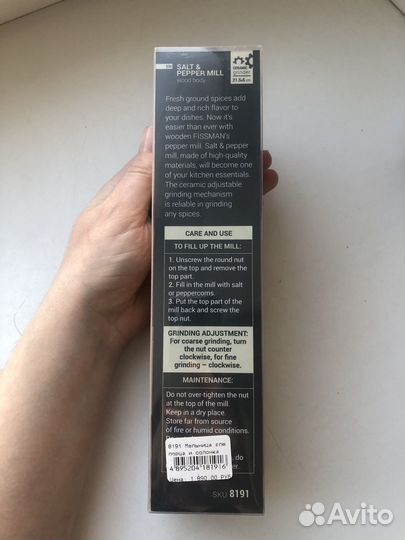 EN
SALT &
PEPPER MILL
wood body
CERAMIC
grinder
Fresh ground spices add
deep and rich flavor to
your dishes. Now it's
easier than ever with
wooden FISSMAN's
pepper mill. Salt & pepper
mill, made of high-quality
materials, will become one
of your kitchen essentials.
The ceramic adjustable
grinding mechanism
is reliable in grinding
any spices.
CARE AND USE
TO FILL UP THE MILL:
1. Unscrew the round nut
on the top and remove the
top part.
2. Fill in the mill with salt
or peppercorns.
3. Put the top part of the
mill back and screw the
top nut.
GRINDING ADJUSTMENT:
For coarse grinding, turn
the nut counter
clockwise, for fine
grinding – clockwise.
MAINTENANCE:
Do not over-tighten the nut
at the top of the mill.
Keep in a dry place.
Store far from source
of fire or humid conditions.
8191 Мельница для
перца и солонка
4895204181916
Цена: 1 890.00 РУБ
do
SKU 8191
Avito